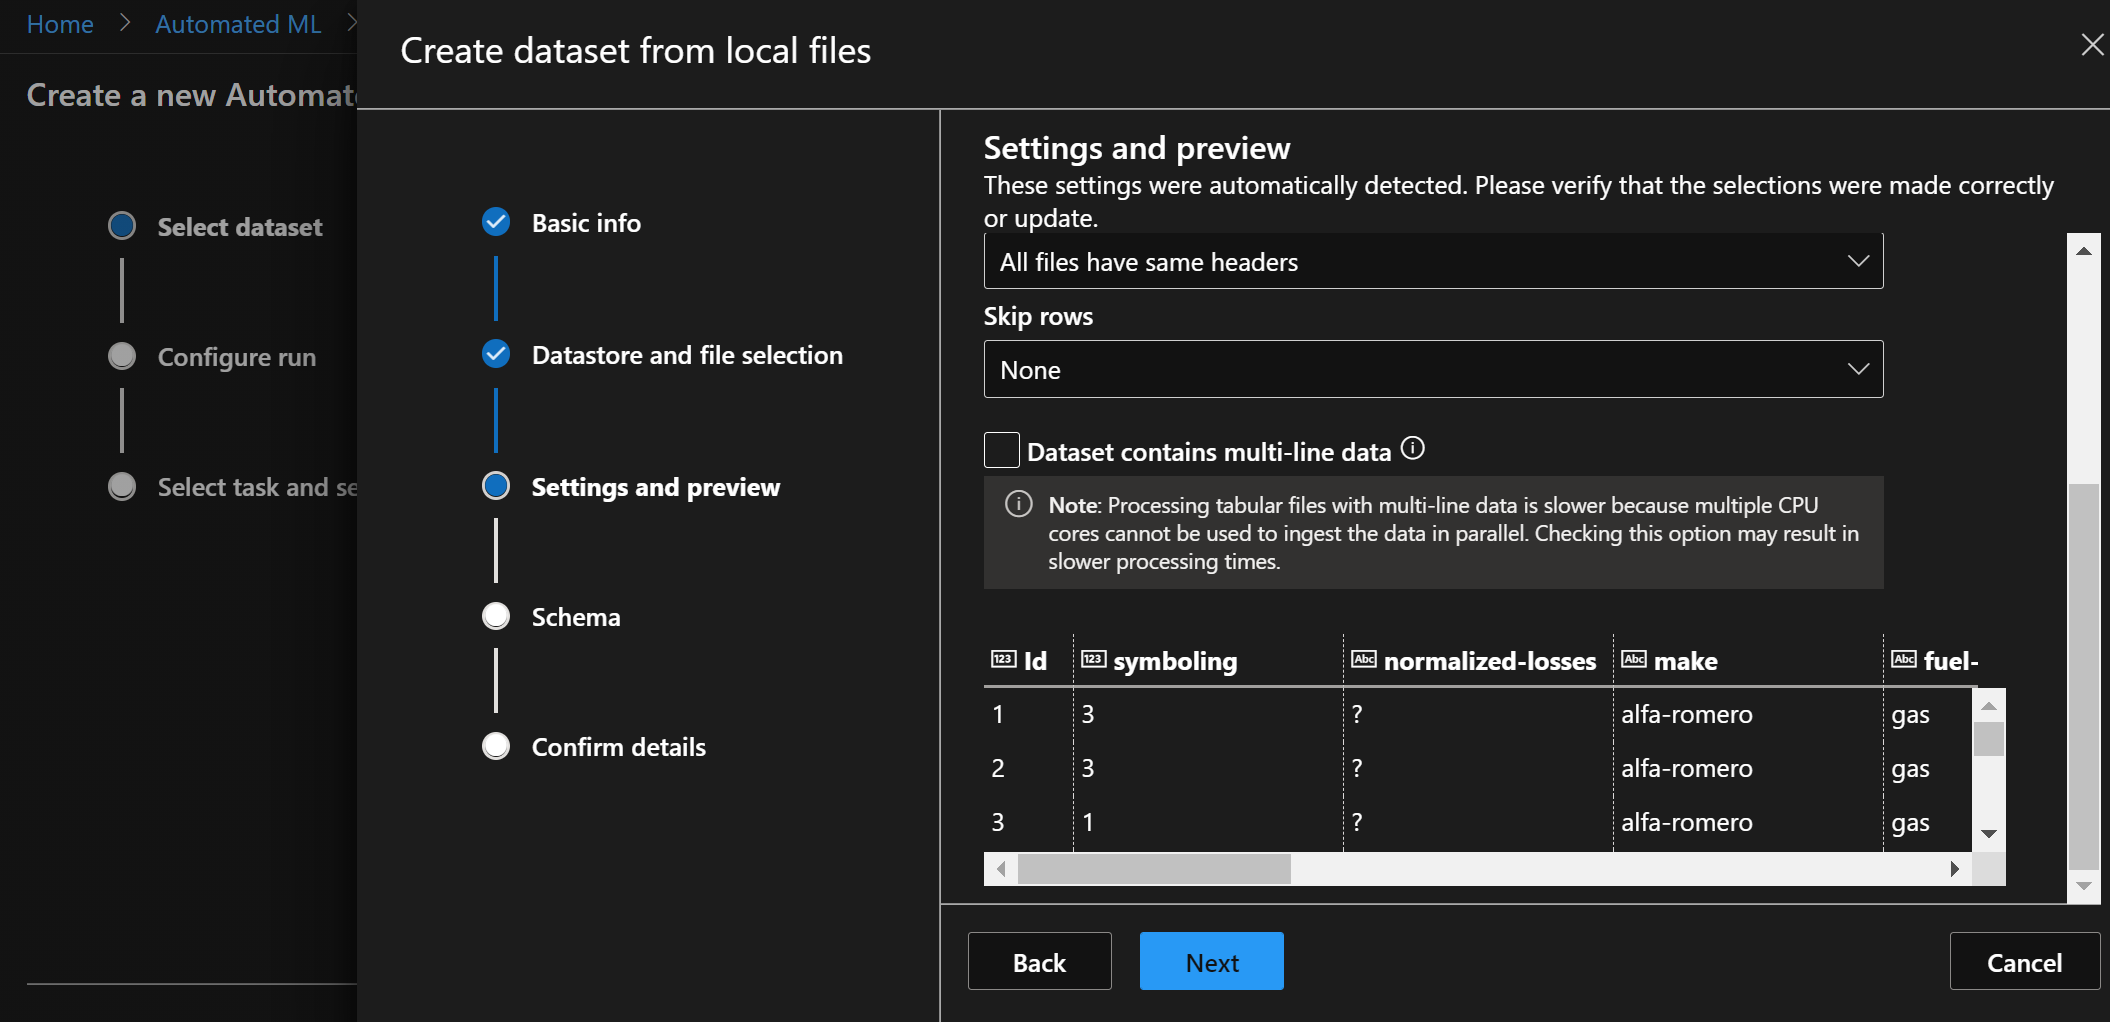 Home
Automated ML
Create a new Automate
Select dataset
Configure run
Select task and se
Create dataset from local files
Basic info
Datastore and file selection
Settings and preview
Schema
Confirm details
Settings and preview
These settings were automatically detected. Please verify that the selections were made correctly
or update.
All files have same headers
Skip rows
None
Dataset contains multi-line data
Note: Processing tabular files with multi-line data is slower because multiple CPU
cores cannot be used to ingest the data in parallel. Checking this option may result in
slower processing times.
123 Id 123 symboling Abc normalized-losses Abc make Abc fuel-
1 3 ? alfa-romero gas
2 3 ? alfa-romero gas
3 1 ? alfa-romero gas
Back Next Cancel